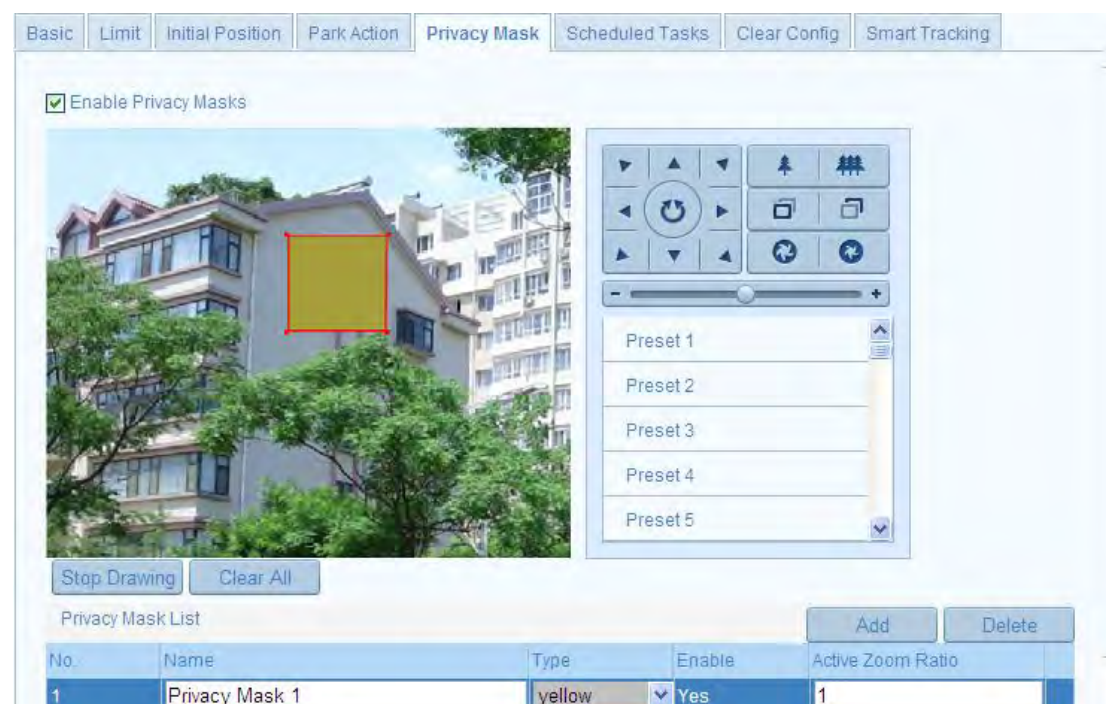 Basic Limit Initial Position Park Action Privacy Mask Scheduled Tasks Clear Config Smart Tracking
Enable Privacy Masks
Preset 1
Preset 2
Preset 3
Preset 4
Preset 5
Stop Drawing Clear All
Privacy Mask List Add Delete
No. Name Type Enable Active Zoom Ratio
1 Privacy Mask 1 yellow Yes 1